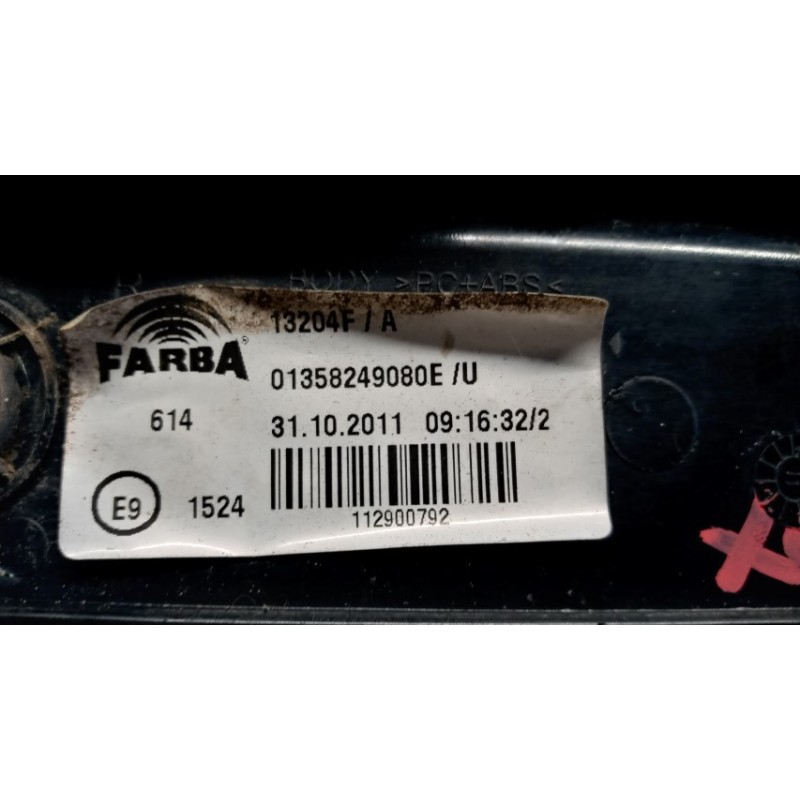 R BODY >PC+ABS<
13204F / A
FARBA®
01358249080E /U
614
31.10.2011 09:16:32/2
E9 1524
112900792